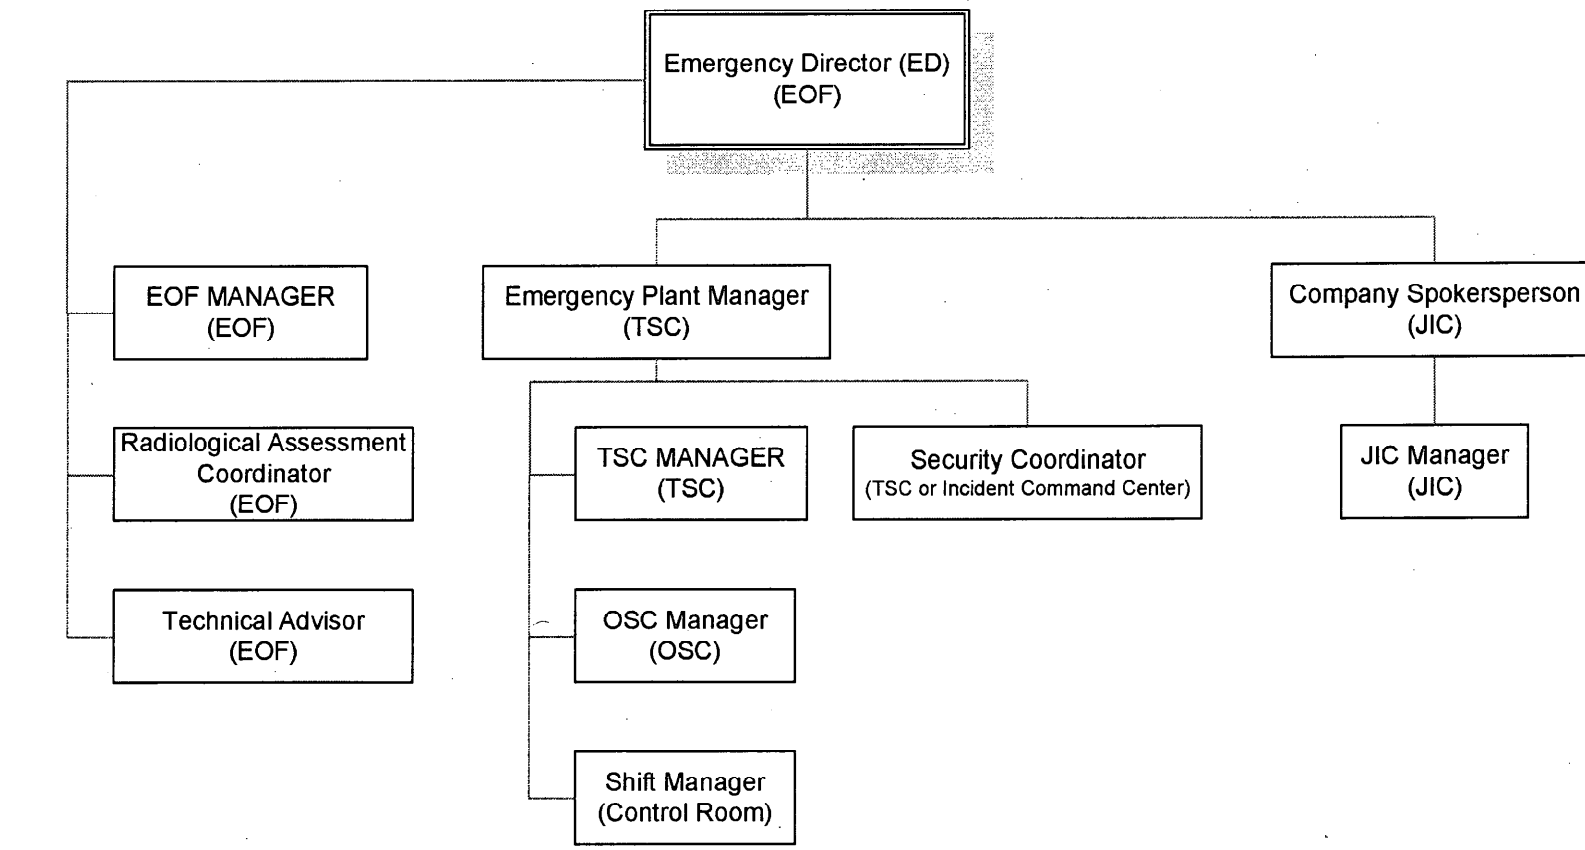 Emergency Director (ED)
(EOF)
EOF MANAGER
(EOF)
Emergency Plant Manager
(TSC)
Company Spokersperson
(JIC)
Radiological Assessment
Coordinator
(EOF)
TSC MANAGER
(TSC)
Security Coordinator
(TSC or Incident Command Center)
JIC Manager
(JIC)
Technical Advisor
(EOF)
OSC Manager
(OSC)
Shift Manager
(Control Room)